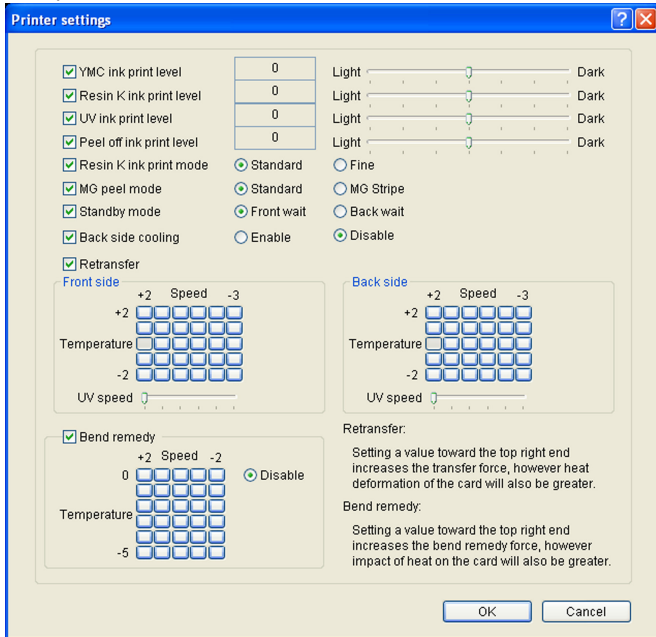 Printer settings
YMC ink print level 0 Light Dark
Resin K ink print level 0 Light Dark
UV ink print level 0 Light Dark
Peel off ink print level 0 Light Dark
Resin K ink print mode Standard Fine
MG peel mode Standard MG Stripe
Standby mode Front wait Back wait
Back side cooling Enable Disable
Retransfer
Front side
+2 Speed -3
+2
Temperature
-2
UV speed
Back side
+2 Speed -3
+2
Temperature
-2
UV speed
Bend remedy
+2 Speed -2
0 Disable
Temperature
-5
Retransfer:
Setting a value toward the top right end
increases the transfer force, however heat
deformation of the card will also be greater.
Bend remedy:
Setting a value toward the top right end
increases the bend remedy force, however
impact of heat on the card will also be greater.
OK Cancel